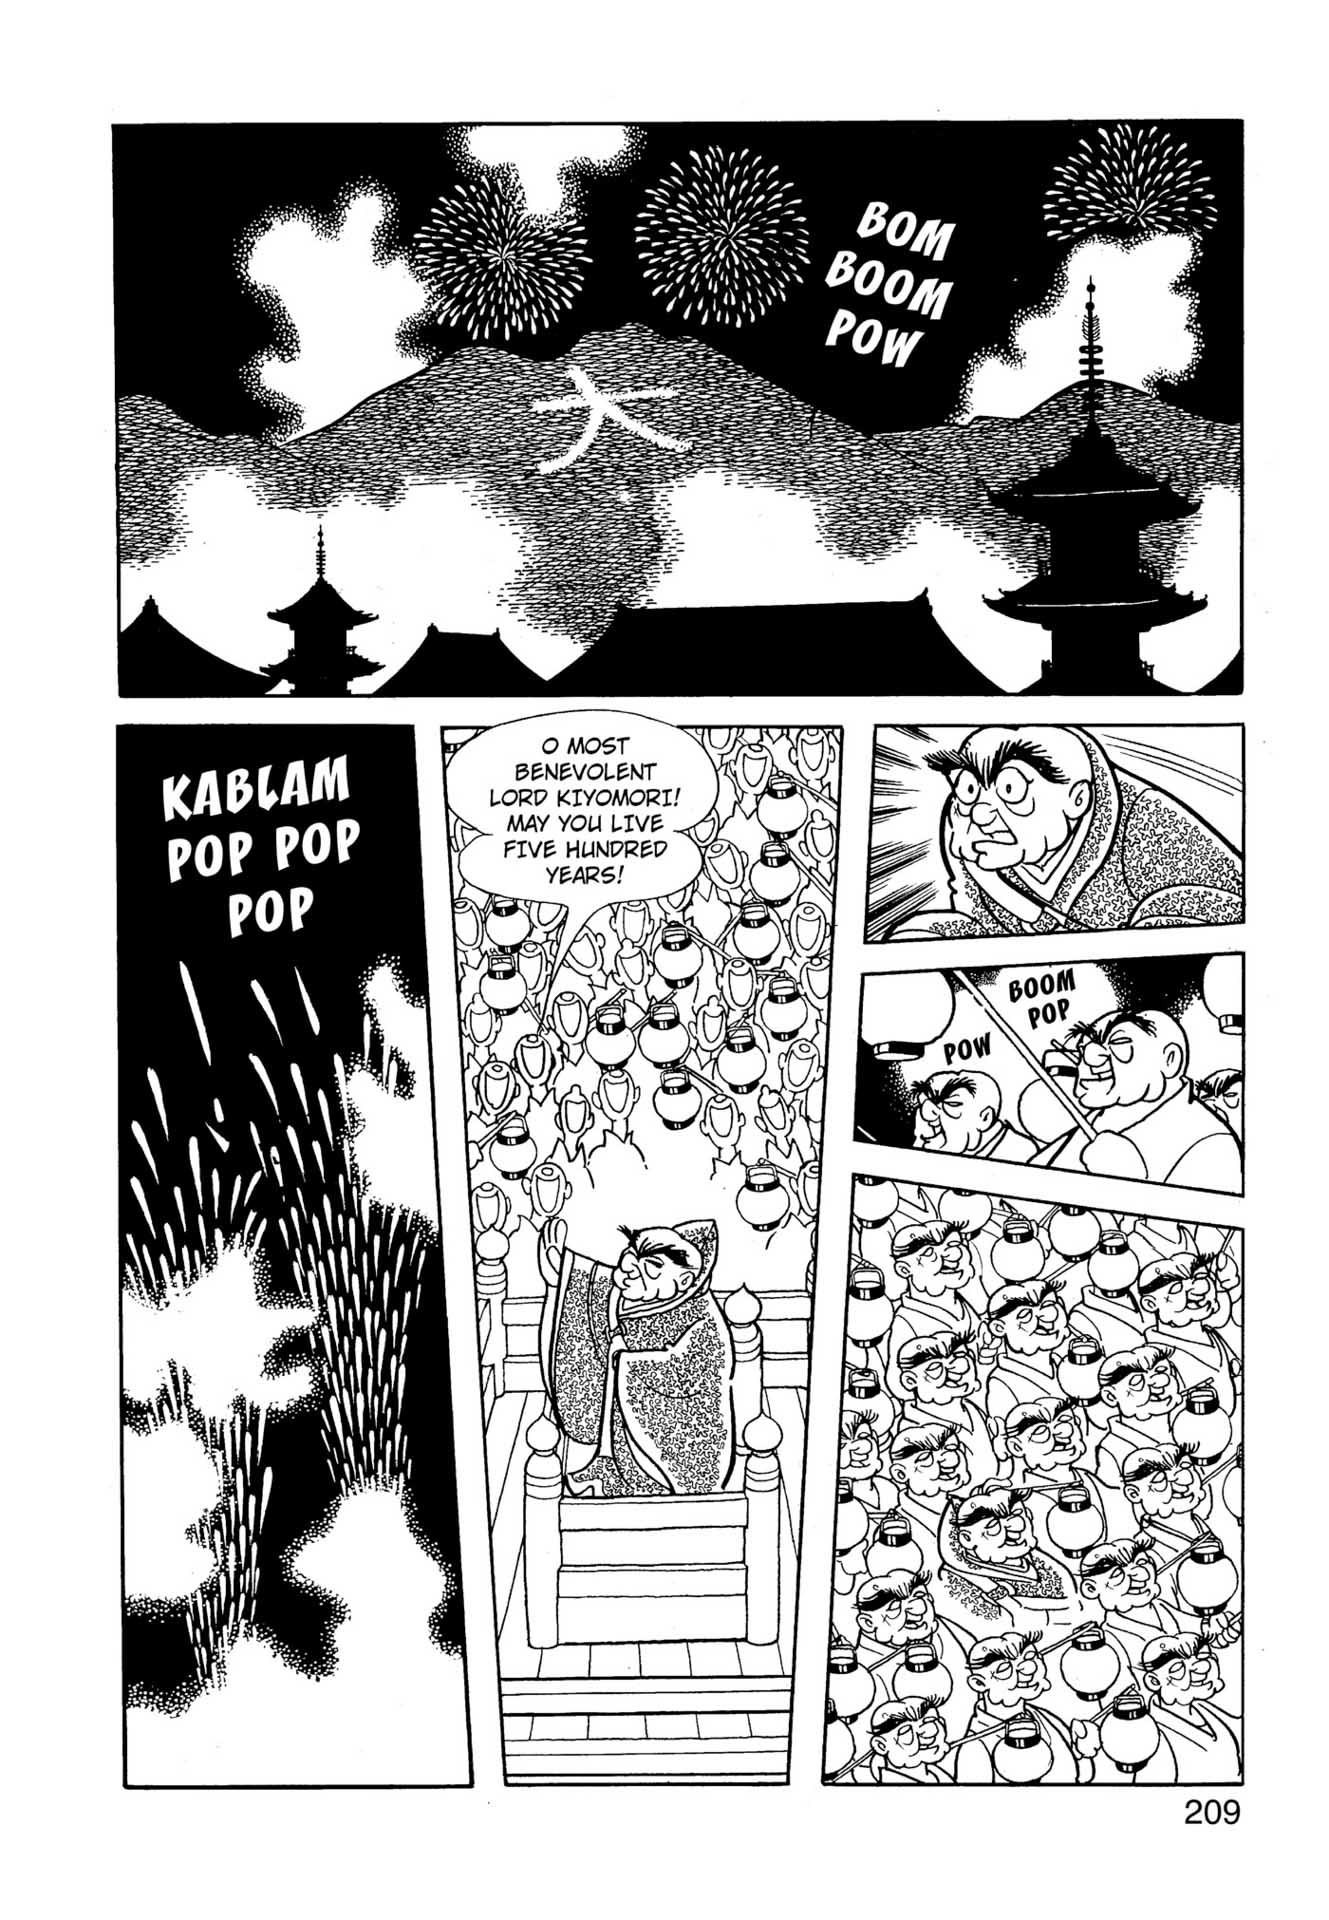 BOM
BOOM
POW
大
KABLAM
POP POP
POP
O MOST
BENEVOLENT
LORD KIYOMORI!
MAY YOU LIVE
FIVE HUNDRED
YEARS!
BOOM
POP
POW
209